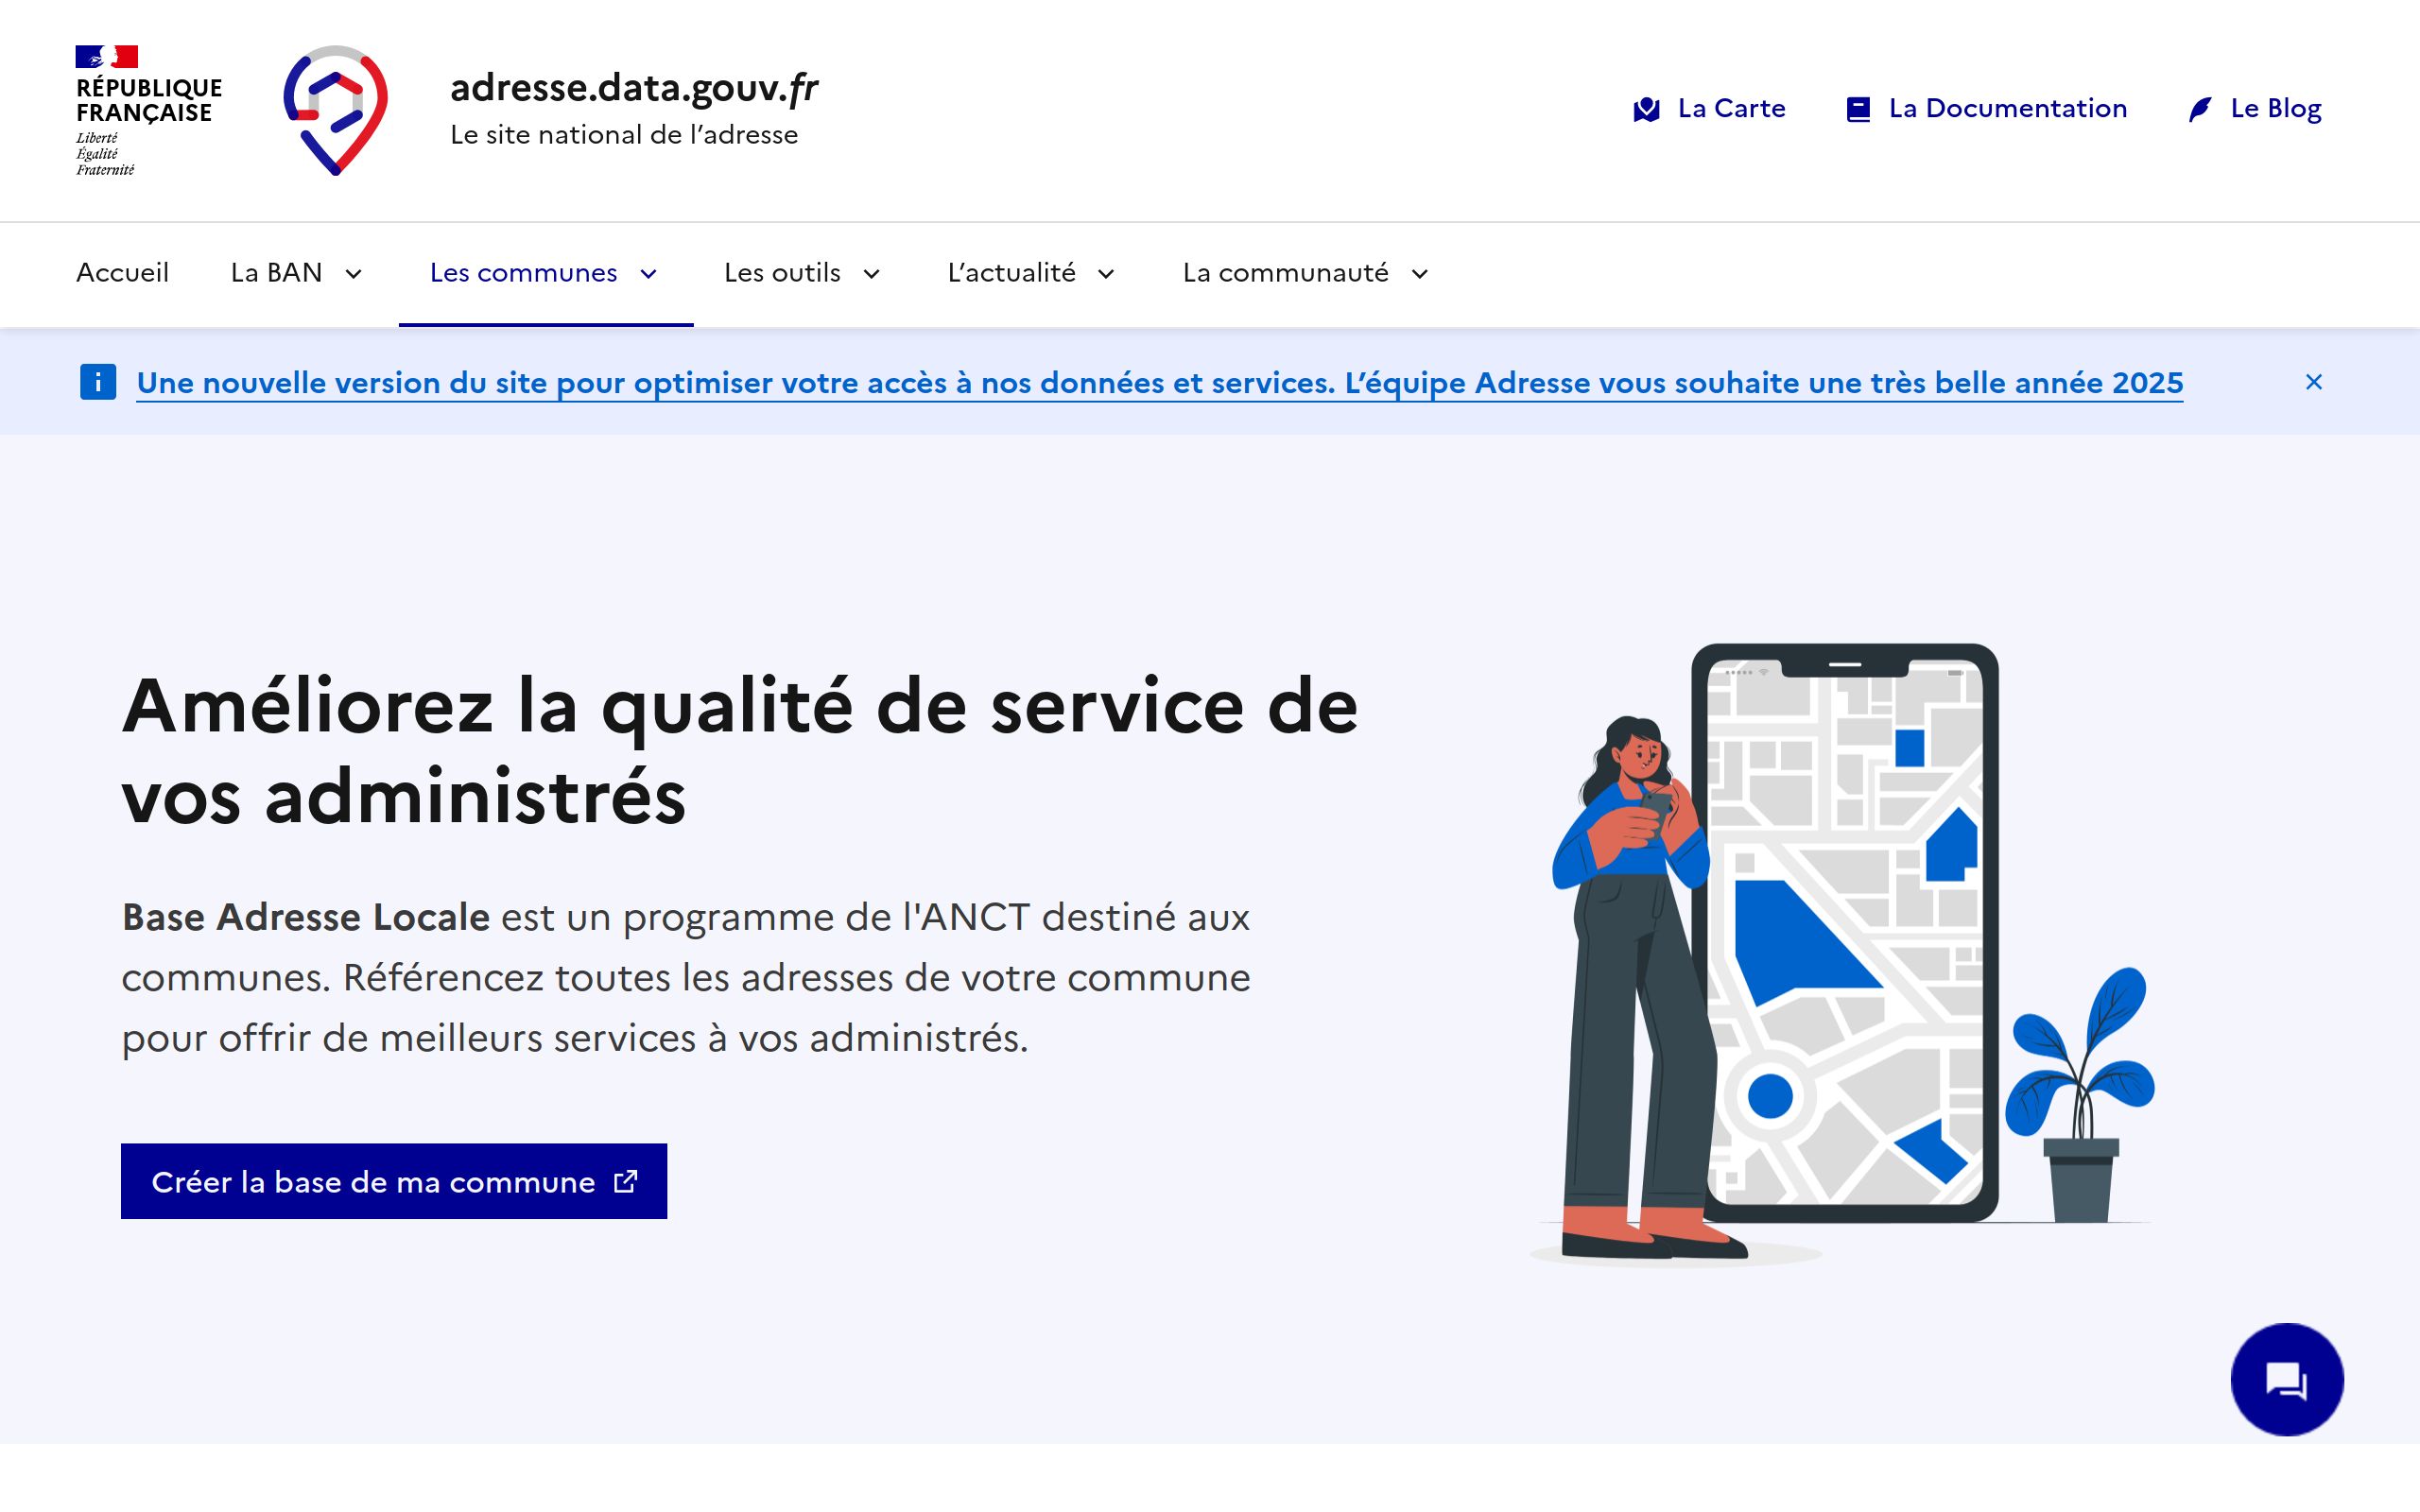 RÉPUBLIQUE
FRANÇAISE
Liberté
Égalité
Fraternité
adresse.data.gouv.fr
Le site national de l’adresse
La Carte
La Documentation
Le Blog
Accueil
La BAN
Les communes
Les outils
L’actualité
La communauté
Une nouvelle version du site pour optimiser votre accès à nos données et services. L’équipe Adresse vous souhaite une très belle année 2025
Améliorez la qualité de service de
vos administrés
Base Adresse Locale est un programme de l'ANCT destiné aux
communes. Référencez toutes les adresses de votre commune
pour offrir de meilleurs services à vos administrés.
Créer la base de ma commune